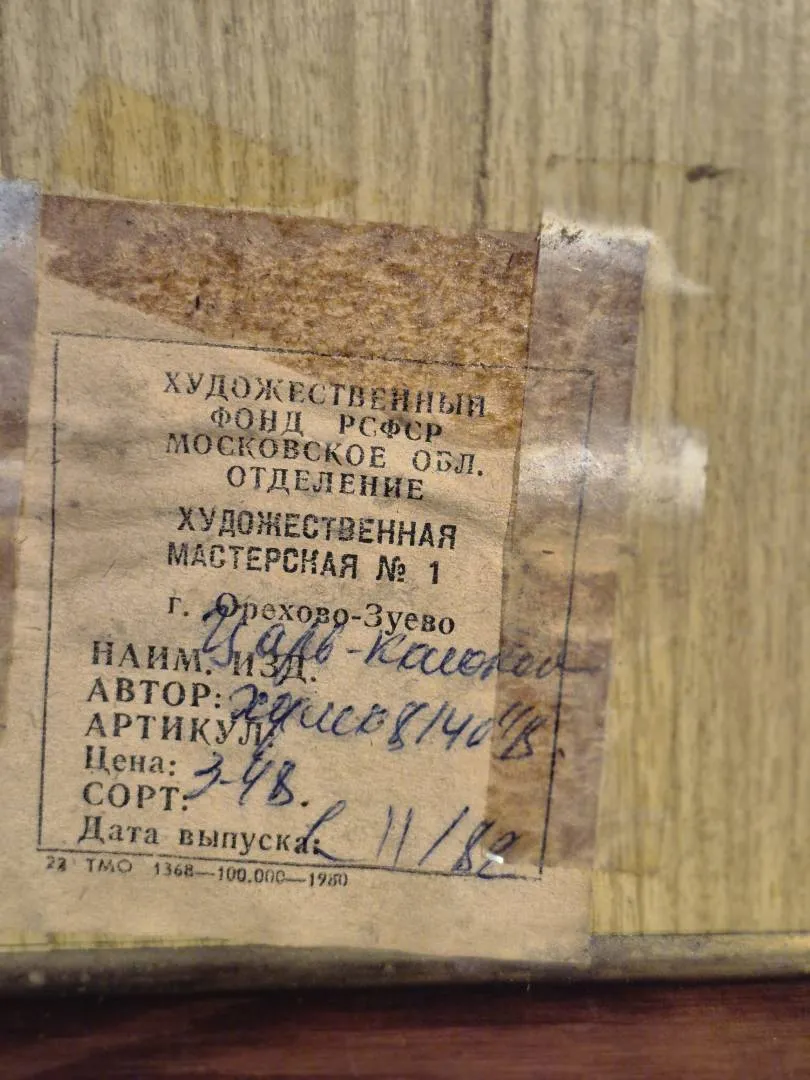 ХУДОЖЕСТВЕННЫЙ
ФОНД РСФСР
МОСКОВСКОЕ ОБЛ.
ОТДЕЛЕНИЕ
ХУДОЖЕСТВЕННАЯ
МАСТЕРСКАЯ № 1
г. Орехово-Зуево
НАИМ. ИЗД. Царь-колокол
АВТОР:
АРТИКУЛ:
Цена: 3-48.
СОРТ:
Дата выпуска: 11/82
22 ТМО 1368—100.000—1980